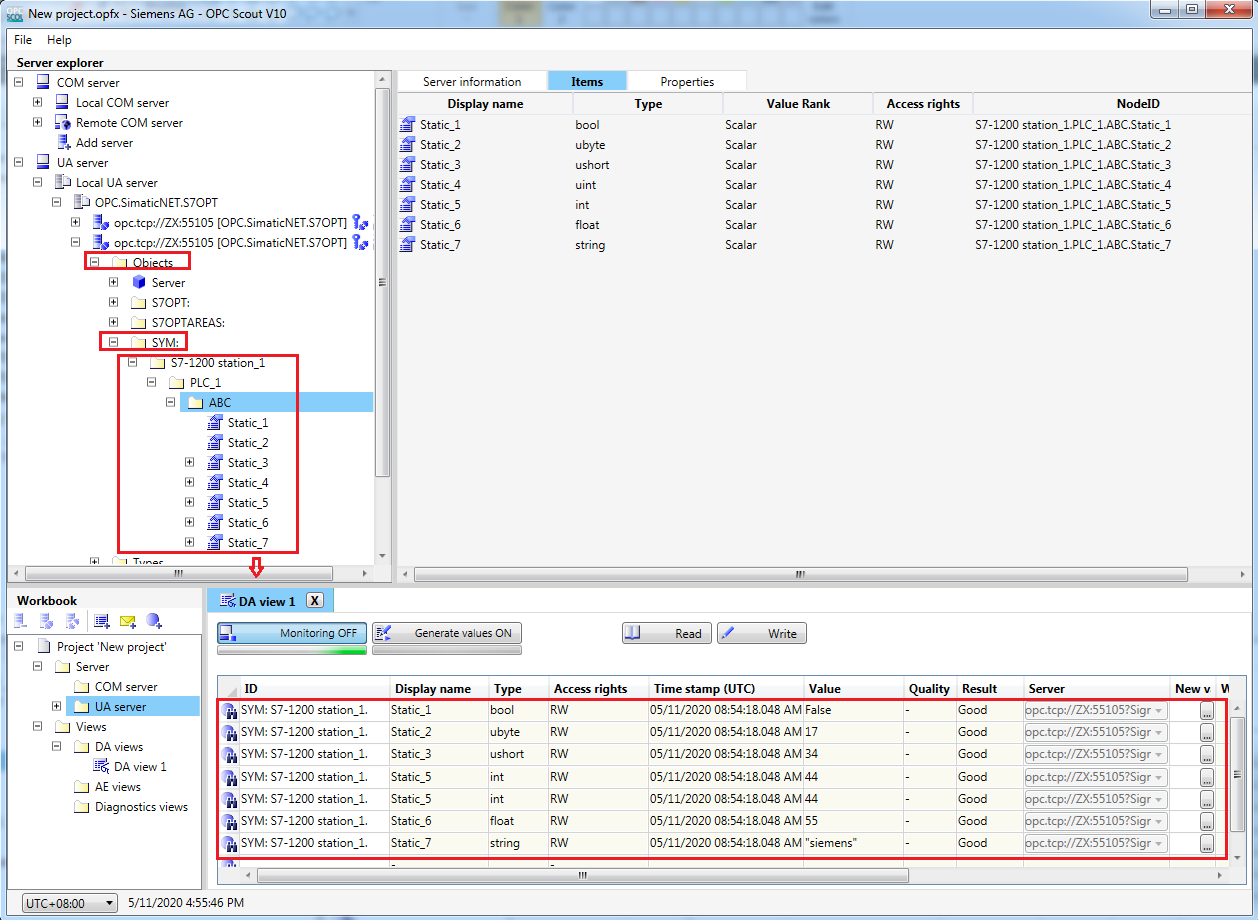 New project.opfx - Siemens AG - OPC Scout V10
File Help
Server explorer
COM server
Local COM server
Remote COM server
Add server
UA server
Local UA server
OPC.SimaticNET.S7OPT
opc.tcp://ZX:55105 [OPC.SimaticNET.S7OPT]
opc.tcp://ZX:55105 [OPC.SimaticNET.S7OPT]
Objects
Server
S7OPT:
S7OPTAREAS:
SYM:
S7-1200 station_1
PLC_1
ABC
Static_1
Static_2
Static_3
Static_4
Static_5
Static_6
Static_7
Types
Server information Items Properties
Display name Type Value Rank Access rights NodeID
Static_1 bool Scalar RW S7-1200 station_1.PLC_1.ABC.Static_1
Static_2 ubyte Scalar RW S7-1200 station_1.PLC_1.ABC.Static_2
Static_3 ushort Scalar RW S7-1200 station_1.PLC_1.ABC.Static_3
Static_4 uint Scalar RW S7-1200 station_1.PLC_1.ABC.Static_4
Static_5 int Scalar RW S7-1200 station_1.PLC_1.ABC.Static_5
Static_6 float Scalar RW S7-1200 station_1.PLC_1.ABC.Static_6
Static_7 string Scalar RW S7-1200 station_1.PLC_1.ABC.Static_7
Workbook
Project 'New project'
Server
COM server
UA server
Views
DA views
DA view 1
AE views
Diagnostics views
DA view 1 X
Monitoring OFF Generate values ON Read Write
ID Display name Type Access rights Time stamp (UTC) Value Quality Result Server New v W
SYM: S7-1200 station_1. Static_1 bool RW 05/11/2020 08:54:18.048 AM False - Good opc.tcp://ZX:55105?Sigr ...
SYM: S7-1200 station_1. Static_2 ubyte RW 05/11/2020 08:54:18.048 AM 17 - Good opc.tcp://ZX:55105?Sigr ...
SYM: S7-1200 station_1. Static_3 ushort RW 05/11/2020 08:54:18.048 AM 34 - Good opc.tcp://ZX:55105?Sigr ...
SYM: S7-1200 station_1. Static_5 int RW 05/11/2020 08:54:18.048 AM 44 - Good opc.tcp://ZX:55105?Sigr ...
SYM: S7-1200 station_1. Static_5 int RW 05/11/2020 08:54:18.048 AM 44 - Good opc.tcp://ZX:55105?Sigr ...
SYM: S7-1200 station_1. Static_6 float RW 05/11/2020 08:54:18.048 AM 55 - Good opc.tcp://ZX:55105?Sigr ...
SYM: S7-1200 station_1. Static_7 string RW 05/11/2020 08:54:18.048 AM "siemens" - Good opc.tcp://ZX:55105?Sigr ...
- -
UTC+08:00 5/11/2020 4:55:46 PM